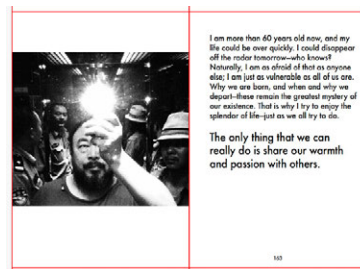 I am more than 60 years old now, and my
life could be over quickly. I could disappear
off the radar tomorrow—who knows?
Naturally, I am as afraid of that as anyone
else; I am just as vulnerable as all of us are.
Why we are born, and when and why we
depart—these remain the greatest mystery of
our existence. That is why I try to enjoy the
splendor of life—just as we all try to do.
The only thing that we can
really do is share our warmth
and passion with others.
165